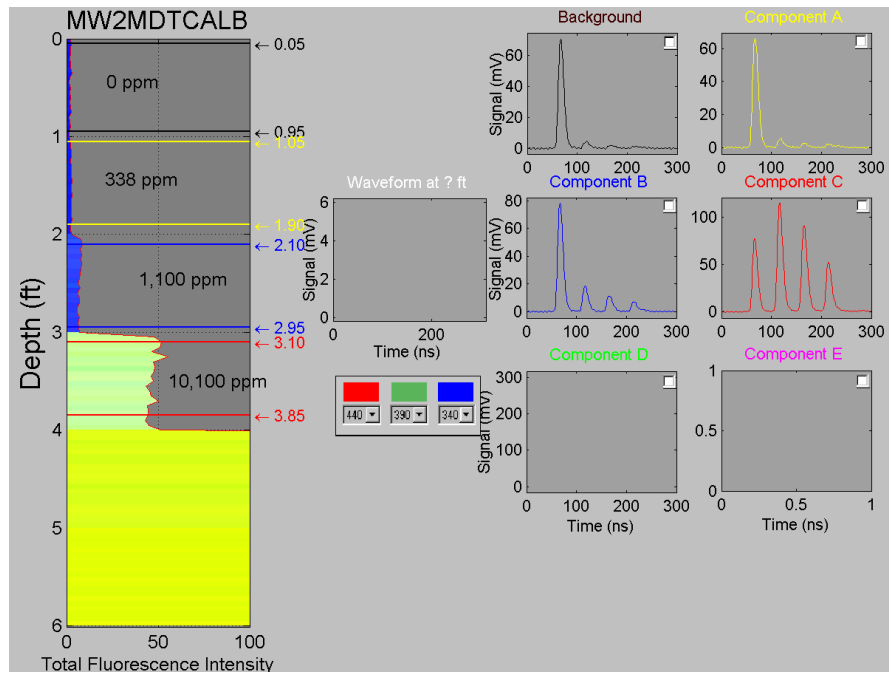 MW2MDTCALB
0
1
2
3
4
5
6
Depth (ft)
0 ppm
338 ppm
1,100 ppm
10,100 ppm
← 0.05
← 0.95
← 1.05
← 1.90
← 2.10
← 2.95
← 3.10
← 3.85
0 50 100
Total Fluorescence Intensity
Waveform at ? ft
6
4
2
0
Signal (mV)
0 200
Time (ns)
440 390 340
Background
60
40
20
0
Signal (mV)
0 100 200 300
Component A
60
40
20
0
0 100 200 300
Component B
80
60
40
20
0
Signal (mV)
0 100 200 300
Component C
100
50
0
0 100 200 300
Component D
300
200
100
0
Signal (mV)
0 100 200 300
Time (ns)
Component E
1
0.5
0
0 0.5 1
Time (ns)